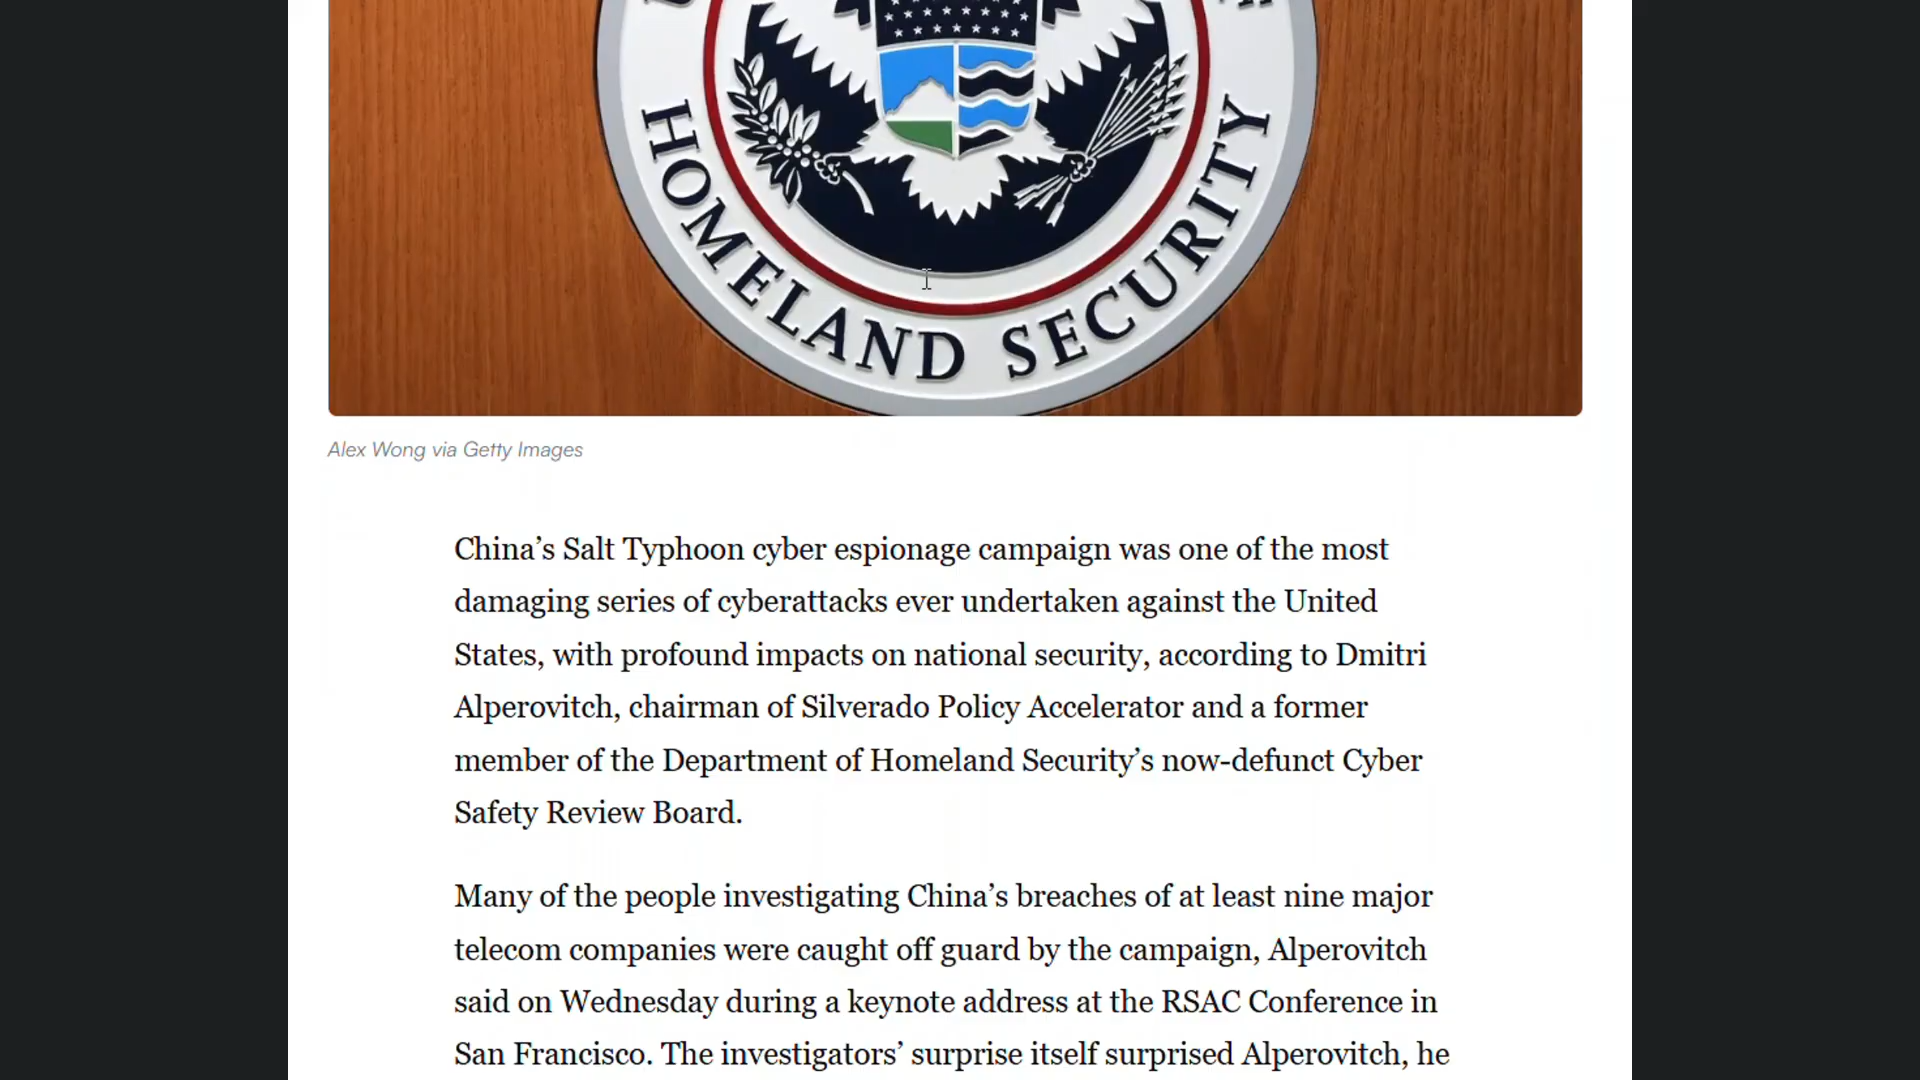 HOMELAND SECURITY
Alex Wong via Getty Images
China’s Salt Typhoon cyber espionage campaign was one of the most
damaging series of cyberattacks ever undertaken against the United
States, with profound impacts on national security, according to Dmitri
Alperovitch, chairman of Silverado Policy Accelerator and a former
member of the Department of Homeland Security’s now-defunct Cyber
Safety Review Board.
Many of the people investigating China’s breaches of at least nine major
telecom companies were caught off guard by the campaign, Alperovitch
said on Wednesday during a keynote address at the RSAC Conference in
San Francisco. The investigators’ surprise itself surprised Alperovitch, he